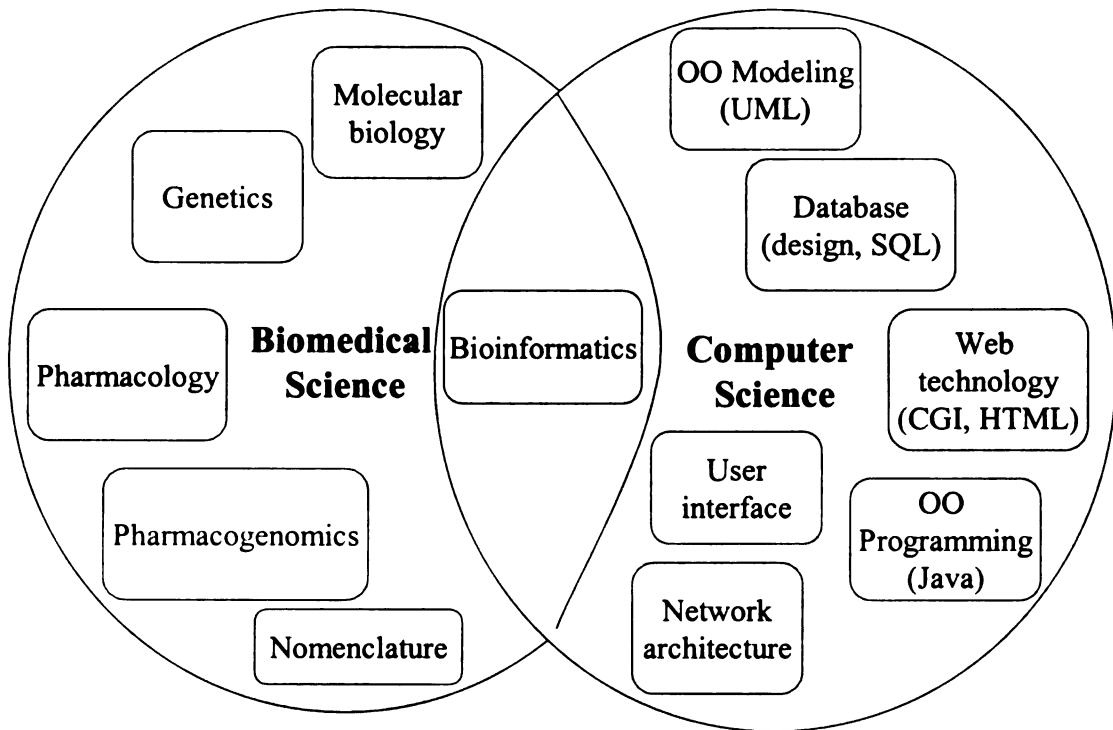 Molecular
biology
Genetics
Pharmacology
Biomedical
Science
Pharmacogenomics
Nomenclature
Bioinformatics
OO Modeling
(UML)
Database
(design, SQL)
Computer
Science
Web
technology
(CGI, HTML)
User
interface
OO
Programming
(Java)
Network
architecture